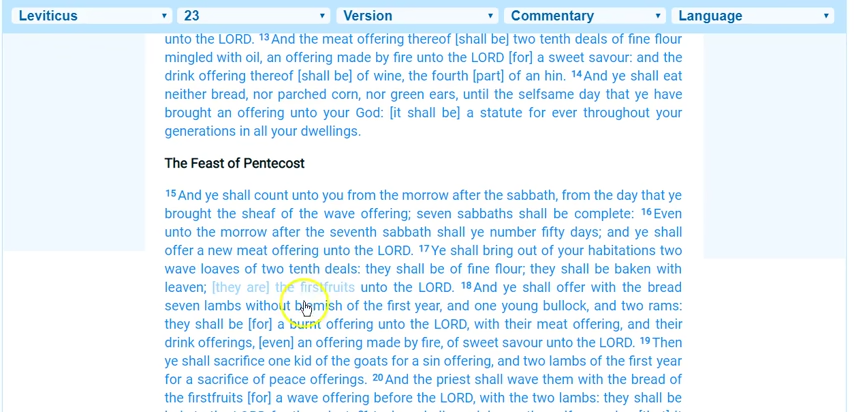 Leviticus 23 Version Commentary Language
unto the LORD. 13 And the meat offering thereof [shall be] two tenth deals of fine flour
mingled with oil, an offering made by fire unto the LORD [for] a sweet savour: and the
drink offering thereof [shall be] of wine, the fourth [part] of an hin. 14 And ye shall eat
neither bread, nor parched corn, nor green ears, until the selfsame day that ye have
brought an offering unto your God: [it shall be] a statute for ever throughout your
generations in all your dwellings.
The Feast of Pentecost
15 And ye shall count unto you from the morrow after the sabbath, from the day that ye
brought the sheaf of the wave offering; seven sabbaths shall be complete: 16 Even
unto the morrow after the seventh sabbath shall ye number fifty days; and ye shall
offer a new meat offering unto the LORD. 17 Ye shall bring out of your habitations two
wave loaves of two tenth deals: they shall be of fine flour; they shall be baken with
leaven; [they are] the firstfruits unto the LORD. 18 And ye shall offer with the bread
seven lambs without blemish of the first year, and one young bullock, and two rams:
they shall be [for] a burnt offering unto the LORD, with their meat offering, and their
drink offerings, [even] an offering made by fire, of sweet savour unto the LORD. 19 Then
ye shall sacrifice one kid of the goats for a sin offering, and two lambs of the first year
for a sacrifice of peace offerings. 20 And the priest shall wave them with the bread of
the firstfruits [for] a wave offering before the LORD, with the two lambs: they shall be